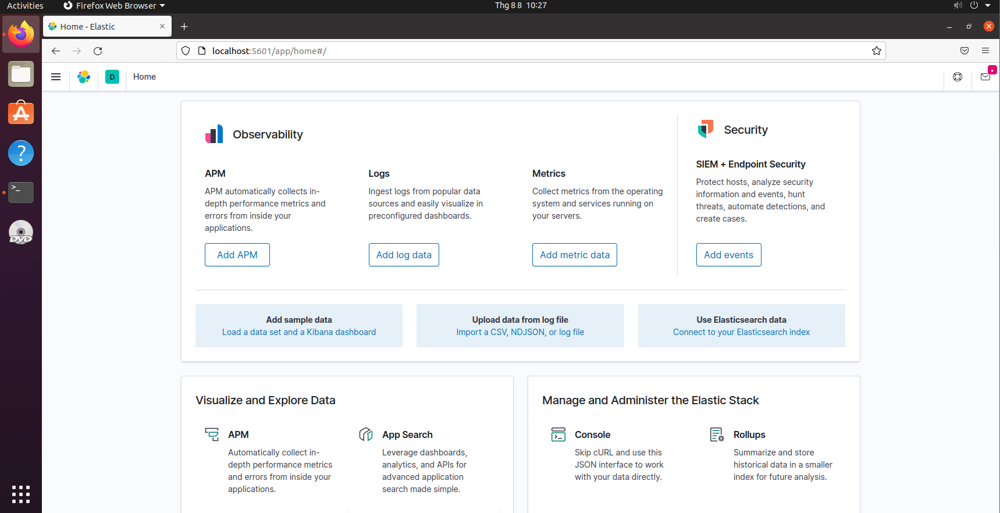 Activities
Firefox Web Browser
Thg 8 8 10:27
Home - Elastic
localhost:5601/app/home#/
D
Home
Observability
Security
APM
APM automatically collects in-
depth performance metrics and
errors from inside your
applications.
Add APM
Logs
Ingest logs from popular data
sources and easily visualize in
preconfigured dashboards.
Add log data
Metrics
Collect metrics from the operating
system and services running on
your servers.
Add metric data
SIEM + Endpoint Security
Protect hosts, analyze security
information and events, hunt
threats, automate detections, and
create cases.
Add events
Add sample data
Load a data set and a Kibana dashboard
Upload data from log file
Import a CSV, NDJSON, or log file
Use Elasticsearch data
Connect to your Elasticsearch index
Visualize and Explore Data
APM
Automatically collect in-
depth performance metrics
and errors from inside your
applications.
App Search
Leverage dashboards,
analytics, and APIs for
advanced application
search made simple.
Manage and Administer the Elastic Stack
Console
Skip cURL and use this
JSON interface to work
with your data directly.
Rollups
Summarize and store
historical data in a smaller
index for future analysis.
?
>_
DVD